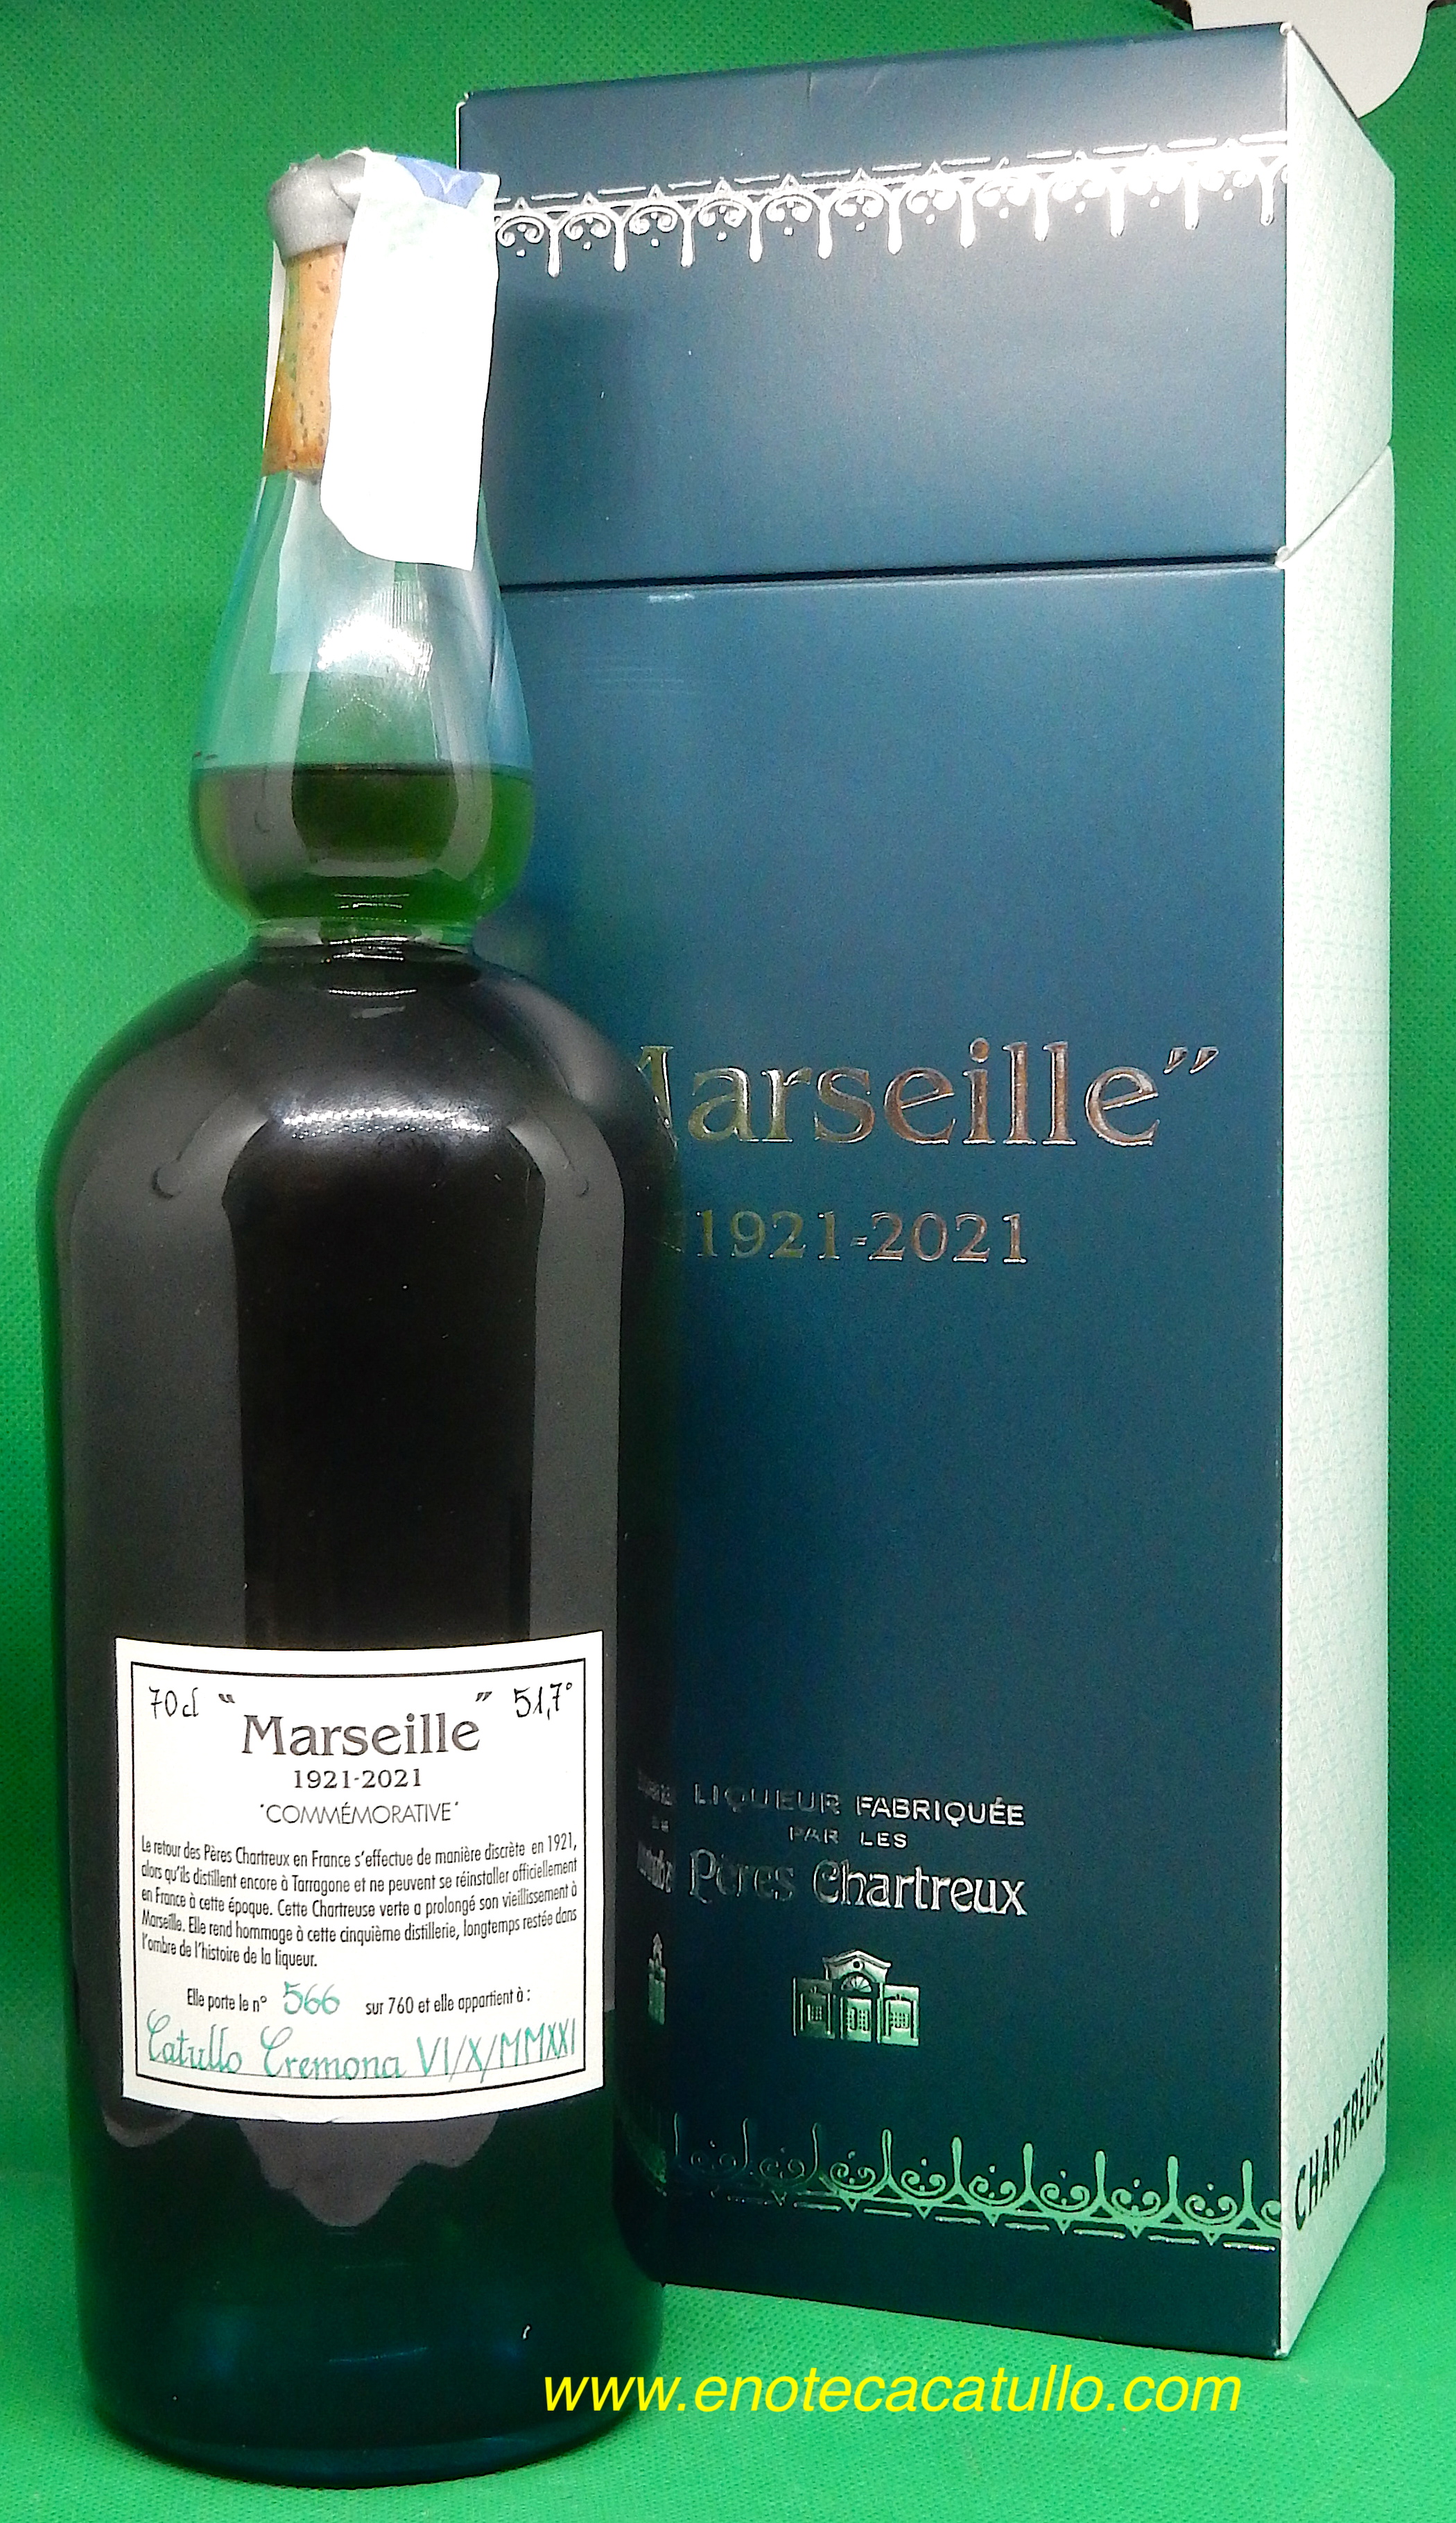 Marseille”
1921-2021
LIQUEUR FABRIQUÉE
PAR LES
Pères Chartreux
CHARTREUSE
70cl “Marseille” 51,7°
1921-2021
"COMMÉMORATIVE"
Le retour des Pères Chartreux en France s’effectue de manière discrète en 1921,
alors qu’ils distillent encore à Tarragone et ne peuvent se réinstaller officiellement
en France à cette époque. Cette Chartreuse verte a prolongé son vieillissement à
Marseille. Elle rend hommage à cette cinquième distillerie, longtemps restée dans
l’ombre de l’histoire de la liqueur.
Elle porte le n° 566 sur 760 et elle appartient à :
Catullo Cremona VI/X/MMXXI
www.enotecacatullo.com